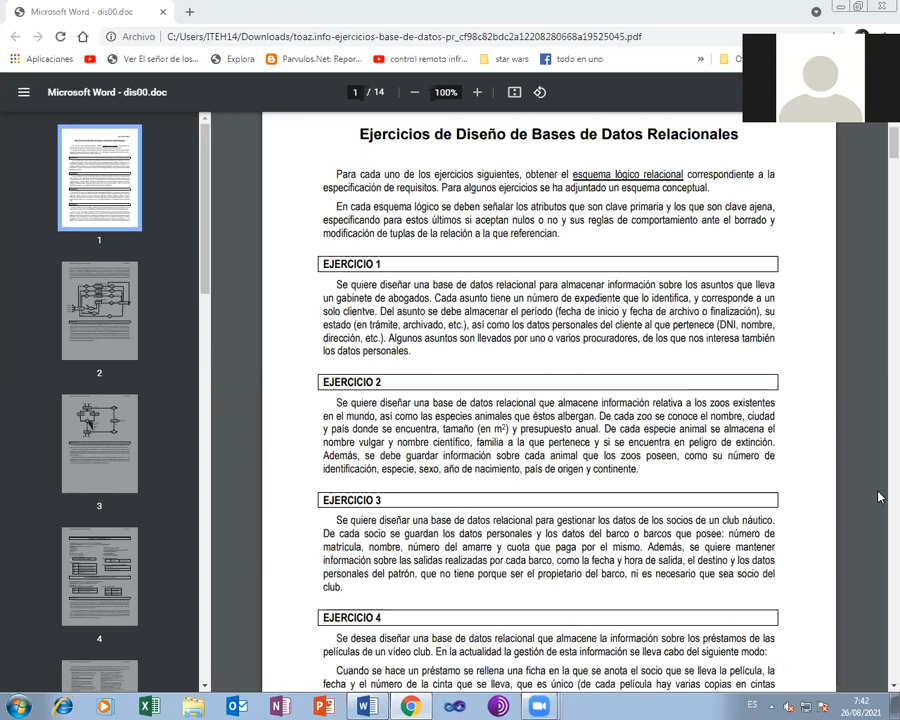 Microsoft Word - dis00.doc
Archivo
C:/Users/ITEH14/Downloads/toaz.info-ejercicios-base-de-datos-pr_cf98c82bdc2a12208280668a19525045.pdf
Aplicaciones
Ver El señor de los...
Explora
Parvulos.Net: Repor...
control remoto infr...
star wars
todo en uno
»
Microsoft Word - dis00.doc
1 / 14
100%
Ejercicios de Diseño de Bases de Datos Relacionales
Para cada uno de los ejercicios siguientes, obtener el esquema lógico relacional correspondiente a la
especificación de requisitos. Para algunos ejercicios se ha adjuntado un esquema conceptual.
En cada esquema lógico se deben señalar los atributos que son clave primaria y los que son clave ajena,
especificando para estos últimos si aceptan nulos o no y sus reglas de comportamiento ante el borrado y
modificación de tuplas de la relación a la que referencian.
EJERCICIO 1
Se quiere diseñar una base de datos relacional para almacenar información sobre los asuntos que lleva
un gabinete de abogados. Cada asunto tiene un número de expediente que lo identifica, y corresponde a un
solo cliente. Del asunto se debe almacenar el período (fecha de inicio y fecha de archivo o finalización), su
estado (en trámite, archivado, etc.), así como los datos personales del cliente al que pertenece (DNI, nombre,
dirección, etc.). Algunos asuntos son llevados por uno o varios procuradores, de los que nos interesa también
los datos personales.
EJERCICIO 2
Se quiere diseñar una base de datos relacional que almacene información relativa a los zoos existentes
en el mundo, así como las especies animales que éstos albergan. De cada zoo se conoce el nombre, ciudad
y país donde se encuentra, tamaño (en m2) y presupuesto anual. De cada especie animal se almacena el
nombre vulgar y nombre científico, familia a la que pertenece y si se encuentra en peligro de extinción.
Además, se debe guardar información sobre cada animal que los zoos poseen, como su número de
identificación, especie, sexo, año de nacimiento, país de origen y continente.
EJERCICIO 3
Se quiere diseñar una base de datos relacional para gestionar los datos de los socios de un club náutico.
De cada socio se guardan los datos personales y los datos del barco o barcos que posee: número de
matrícula, nombre, número del amarre y cuota que paga por el mismo. Además, se quiere mantener
información sobre las salidas realizadas por cada barco, como la fecha y hora de salida, el destino y los datos
personales del patrón, que no tiene porque ser el propietario del barco, ni es necesario que sea socio del
club.
EJERCICIO 4
Se desea diseñar una base de datos relacional que almacene la información sobre los préstamos de las
películas de un vídeo club. En la actualidad la gestión de esta información se lleva cabo del siguiente modo:
Cuando se hace un préstamo se rellena una ficha en la que se anota el socio que se lleva la película, la
fecha y el número de la cinta que se lleva, que es único (de cada película hay varias copias en cintas
1
2
3
4
ES
7:42
26/08/2021